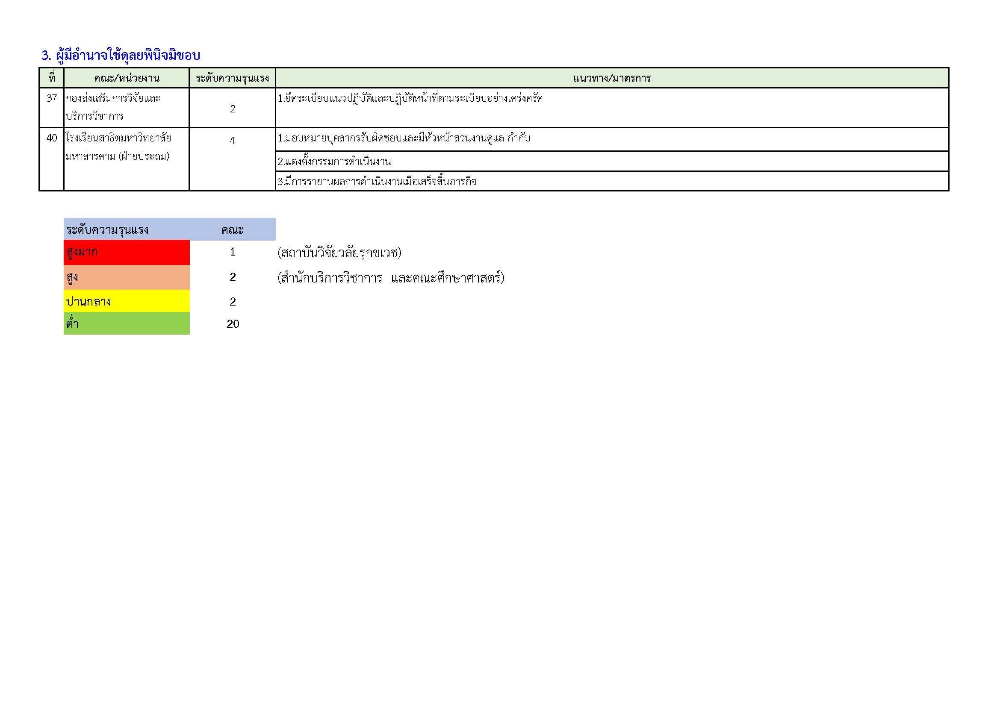 3. ผู้มีอำนาจใช้ดุลยพินิจมิชอบ
ที่ คณะ/หน่วยงาน ระดับความรุนแรง แนวทาง/มาตรการ
37 กองส่งเสริมการวิจัยและ 2 1.ยึดระเบียบแนวปฏิบัติและปฏิบัติหน้าที่ตามระเบียบอย่างเคร่งครัด
บริการวิชาการ
40 โรงเรียนสาธิตมหาวิทยาลัย 4 1.มอบหมายบุคลากรรับผิดชอบและมีหัวหน้าส่วนงานดูแล กำกับ
มหาสารคาม (ฝ่ายประถม)
2.แต่งตั้งกรรมการดำเนินงาน
3.มีการรายานผลการดำเนินงานเมื่อเสร็จสิ้นภารกิจ
ระดับความรุนแรง คณะ
สูงมาก 1 (สถาบันวิจัยวลัยรุกขเวช)
สูง 2 (สำนักบริการวิชาการ และคณะศึกษาศาสตร์)
ปานกลาง 2
ต่ำ 20